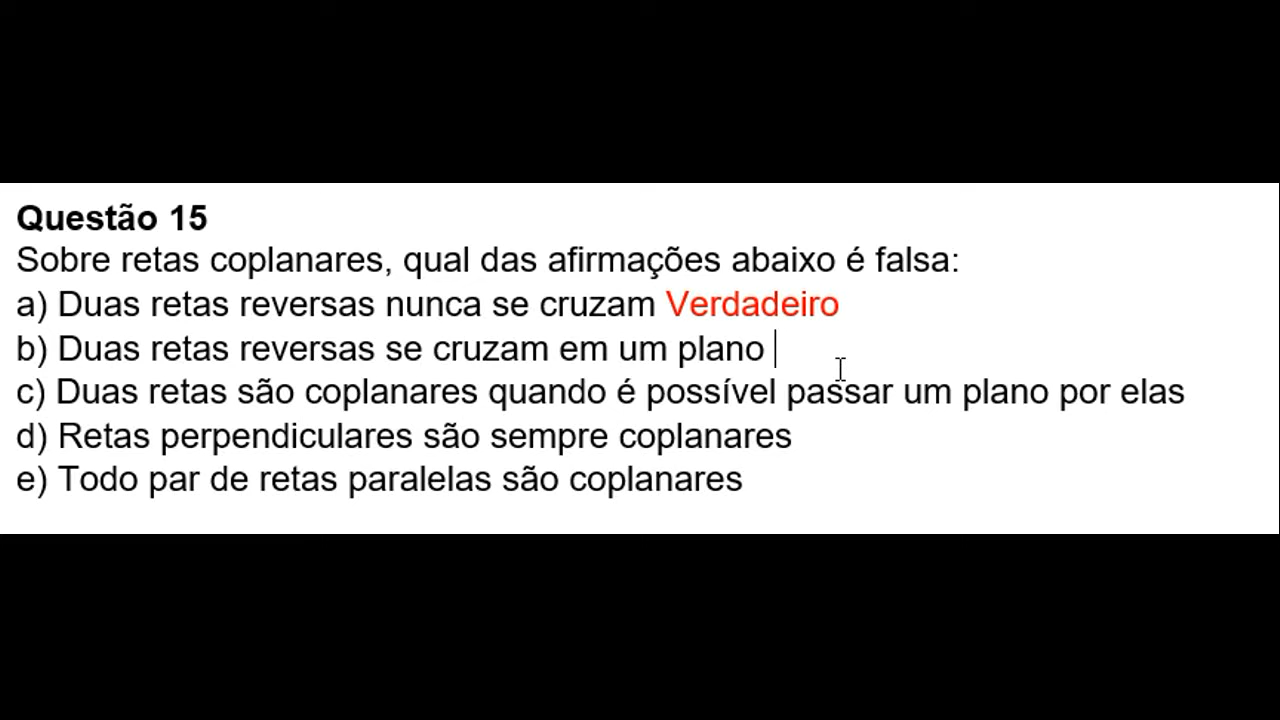 Questão 15
Sobre retas coplanares, qual das afirmações abaixo é falsa:
a) Duas retas reversas nunca se cruzam Verdadeiro
b) Duas retas reversas se cruzam em um plano
c) Duas retas são coplanares quando é possível passar um plano por elas
d) Retas perpendiculares são sempre coplanares
e) Todo par de retas paralelas são coplanares